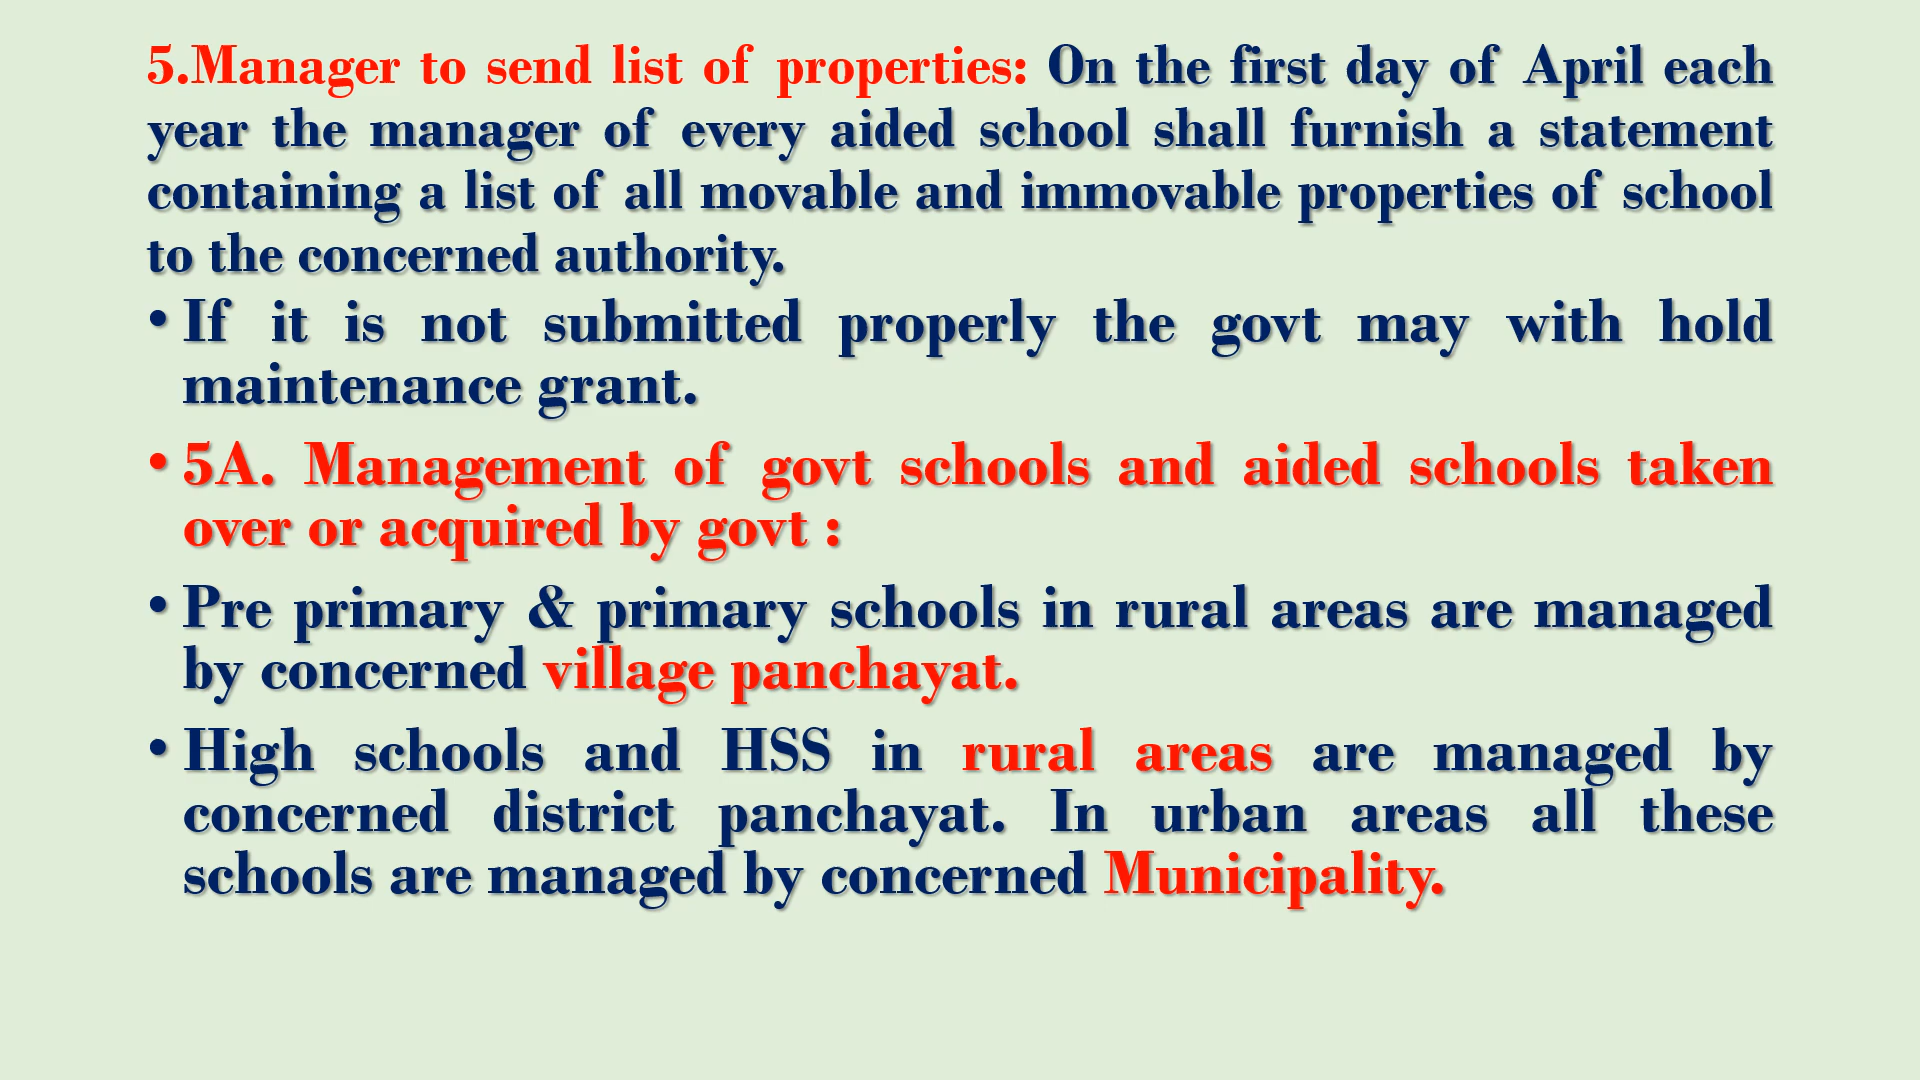 5.Manager to send list of properties: On the first day of April each
year the manager of every aided school shall furnish a statement
containing a list of all movable and immovable properties of school
to the concerned authority.
• If it is not submitted properly the govt may with hold
maintenance grant.
• 5A. Management of govt schools and aided schools taken
over or acquired by govt :
• Pre primary & primary schools in rural areas are managed
by concerned village panchayat.
• High schools and HSS in rural areas are managed by
concerned district panchayat. In urban areas all these
schools are managed by concerned Municipality.